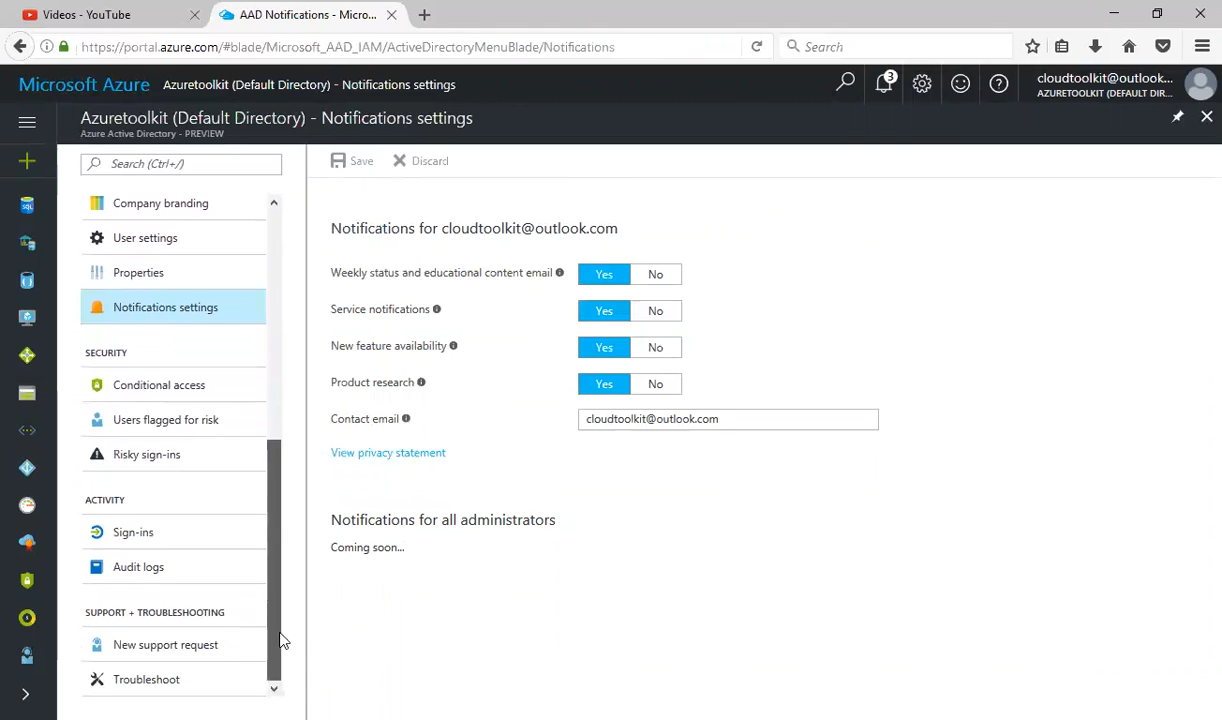 Videos - YouTube
AAD Notifications - Micro...
https://portal.azure.com/#blade/Microsoft_AAD_IAM/ActiveDirectoryMenuBlade/Notifications
Search
Microsoft Azure
Azuretoolkit (Default Directory) - Notifications settings
3
cloudtoolkit@outlook...
AZURETOOLKIT (DEFAULT DIR...
Azuretoolkit (Default Directory) - Notifications settings
Azure Active Directory - PREVIEW
Search (Ctrl+/)
Company branding
User settings
Properties
Notifications settings
SECURITY
Conditional access
Users flagged for risk
Risky sign-ins
ACTIVITY
Sign-ins
Audit logs
SUPPORT + TROUBLESHOOTING
New support request
Troubleshoot
Save
Discard
Notifications for cloudtoolkit@outlook.com
Weekly status and educational content email Yes No
Service notifications Yes No
New feature availability Yes No
Product research Yes No
Contact email cloudtoolkit@outlook.com
View privacy statement
Notifications for all administrators
Coming soon...
SQL